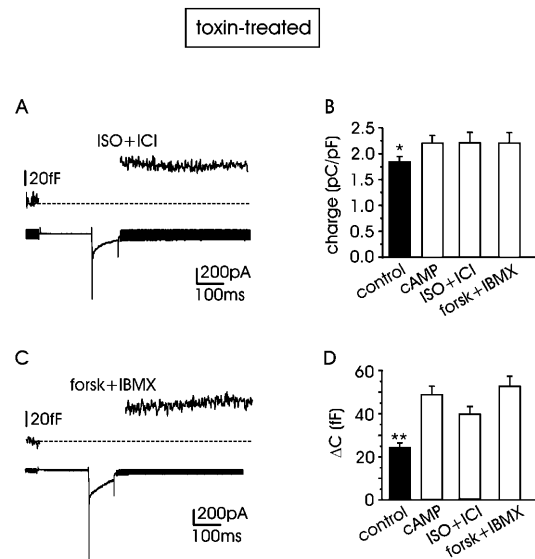 toxin-treated
A
ISO+ICI
20fF
200pA
100ms
B
charge (pC/pF)
2.5
2.0
1.5
1.0
0.5
0.0
*
control
cAMP
ISO+ICI
forsk+IBMX
C
forsk+IBMX
20fF
200pA
100ms
D
ΔC (fF)
60
40
20
0
**
control
cAMP
ISO+ICI
forsk+IBMX